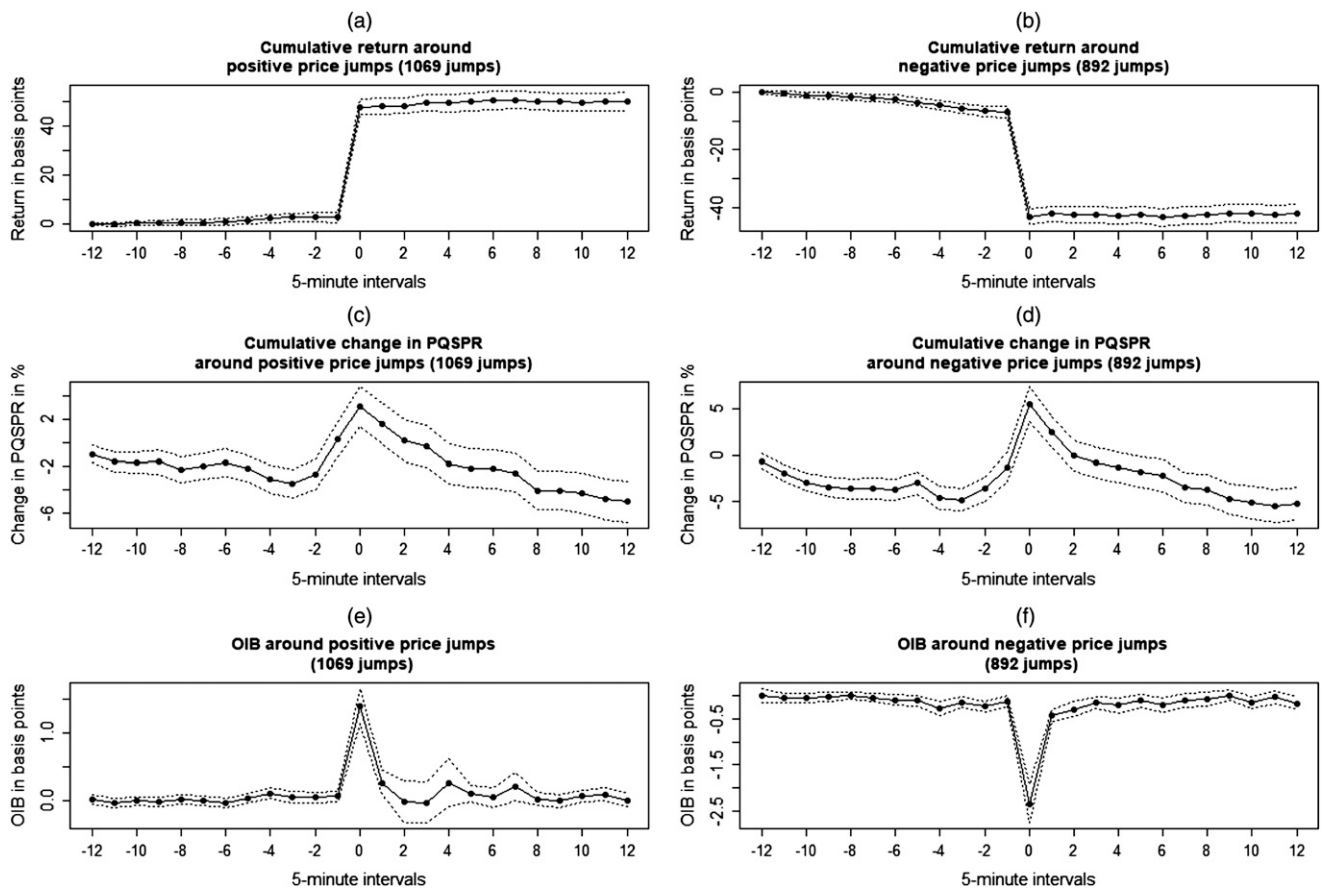 (a)
Cumulative return around
positive price jumps (1069 jumps)
Return in basis points
0 20 40
-12 -10 -8 -6 -4 -2 0 2 4 6 8 10 12
5-minute intervals
(b)
Cumulative return around
negative price jumps (892 jumps)
Return in basis points
-40 -20 0
-12 -10 -8 -6 -4 -2 0 2 4 6 8 10 12
5-minute intervals
(c)
Cumulative change in PQSPR
around positive price jumps (1069 jumps)
Change in PQSPR in %
-6 -2 2
-12 -10 -8 -6 -4 -2 0 2 4 6 8 10 12
5-minute intervals
(d)
Cumulative change in PQSPR
around negative price jumps (892 jumps)
Change in PQSPR in %
-5 0 5
-12 -10 -8 -6 -4 -2 0 2 4 6 8 10 12
5-minute intervals
(e)
OIB around positive price jumps
(1069 jumps)
OIB in basis points
0.0 1.0
-12 -10 -8 -6 -4 -2 0 2 4 6 8 10 12
5-minute intervals
(f)
OIB around negative price jumps
(892 jumps)
OIB in basis points
-2.5 -1.5 -0.5
-12 -10 -8 -6 -4 -2 0 2 4 6 8 10 12
5-minute intervals